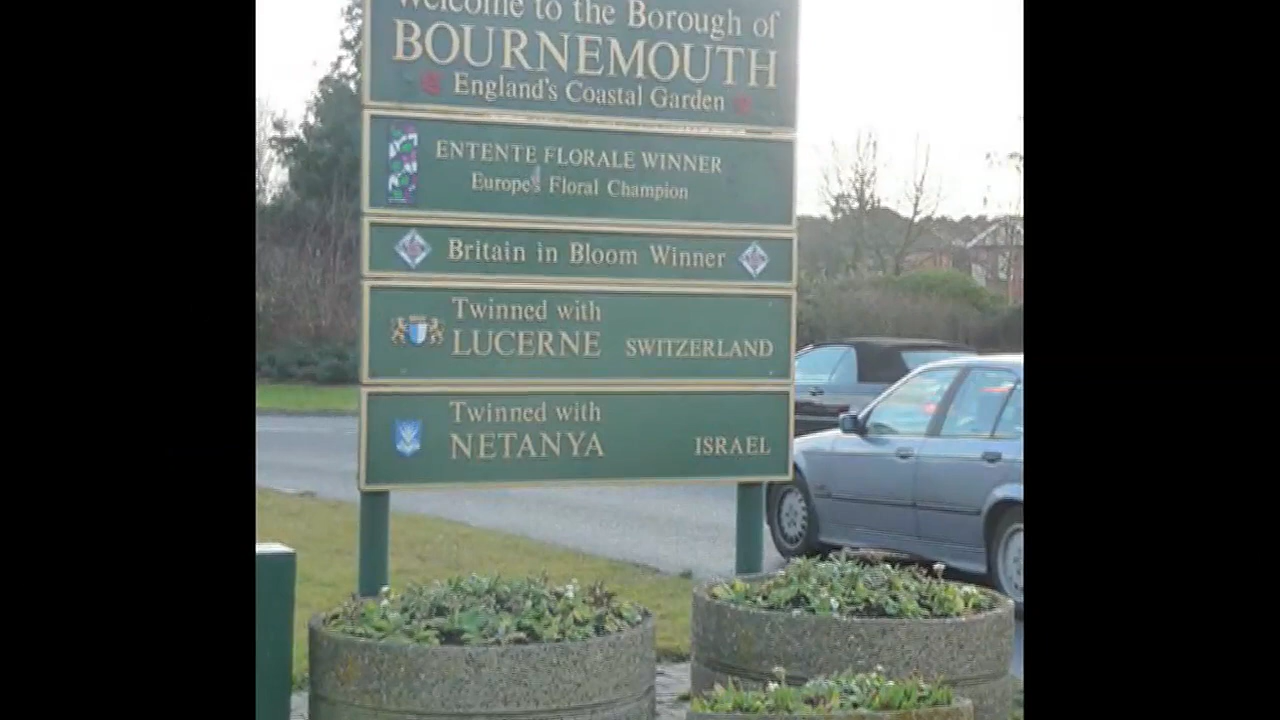 Welcome to the Borough of
BOURNEMOUTH
England's Coastal Garden
ENTENTE FLORALE WINNER
Europe's Floral Champion
Britain in Bloom Winner
Twinned with
LUCERNE SWITZERLAND
Twinned with
NETANYA ISRAEL